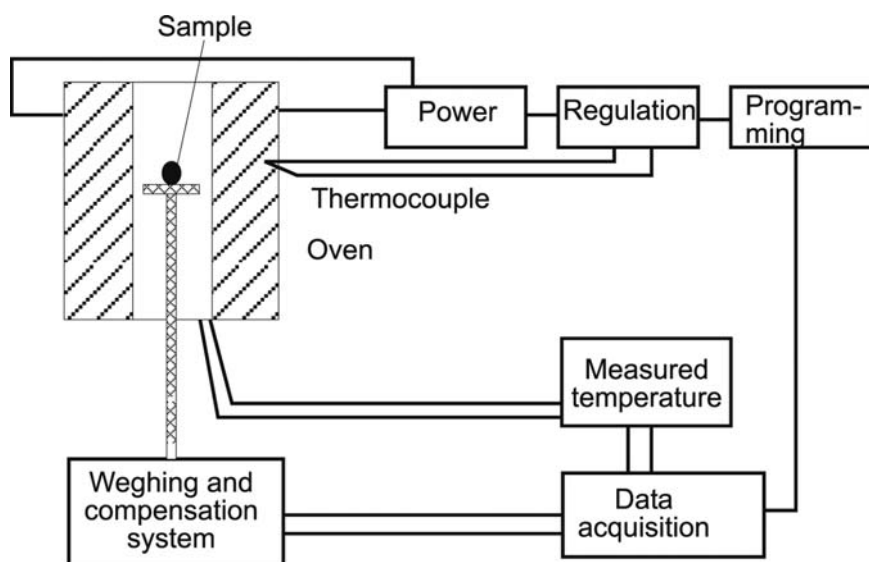 Sample
Power
Regulation
Program-
ming
Thermocouple
Oven
Measured
temperature
Weghing and
compensation
system
Data
acquisition